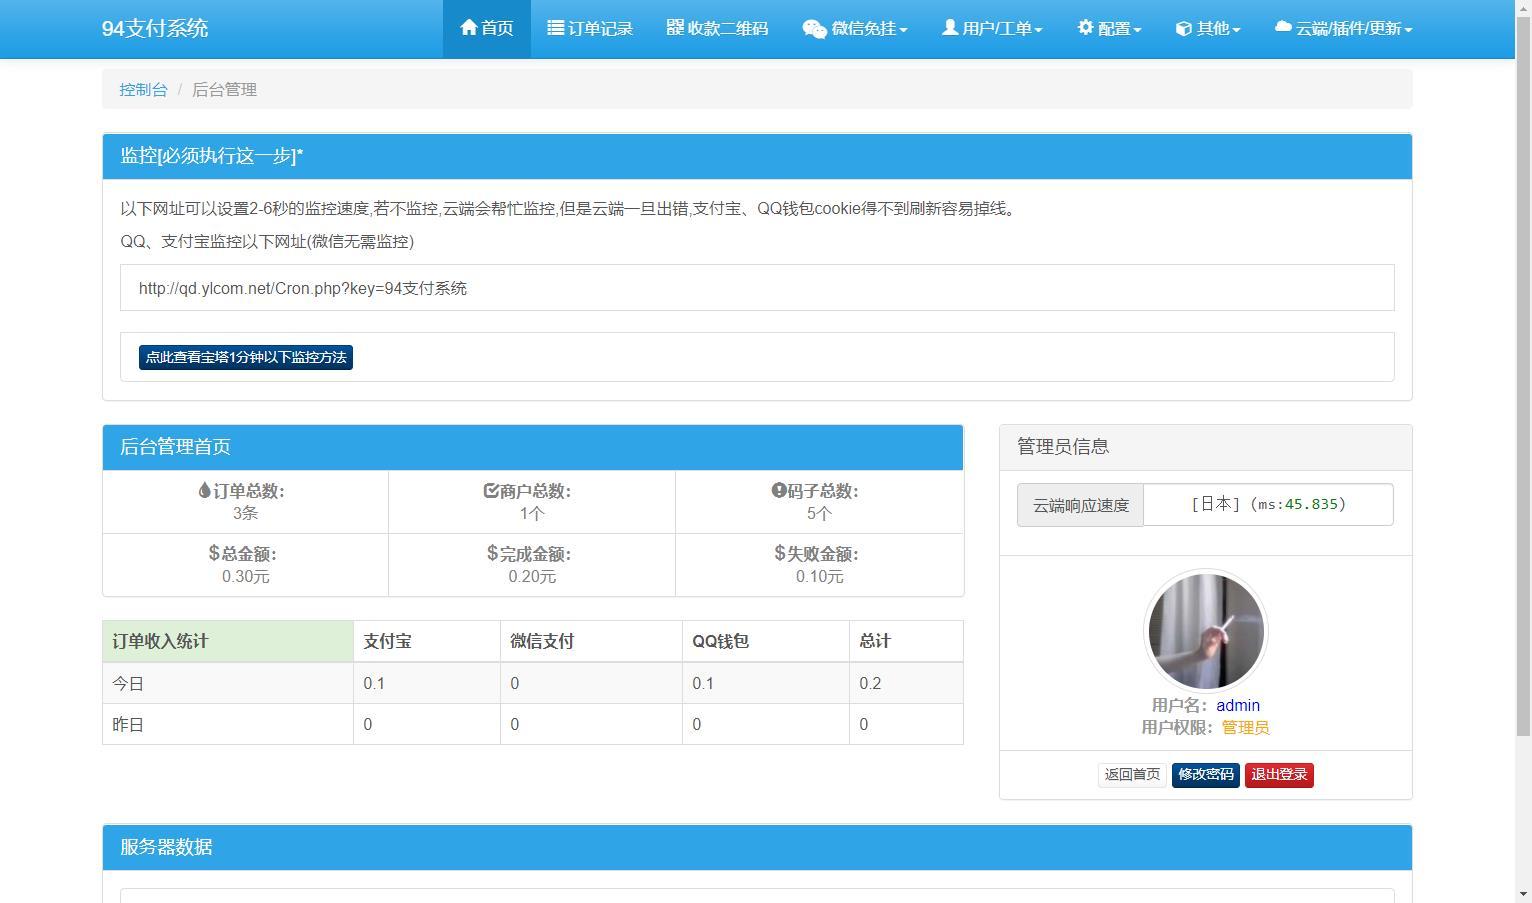 94支付系统
首页
订单记录
收款二维码
微信免挂
用户/工单
配置
其他
云端/插件/更新
控制台 / 后台管理
监控[必须执行这一步]*
以下网址可以设置2-6秒的监控速度,若不监控,云端会帮忙监控,但是云端一旦出错,支付宝、QQ钱包cookie得不到刷新容易掉线。
QQ、支付宝监控以下网址(微信无需监控)
http://qd.ylcom.net/Cron.php?key=94支付系统
点此查看宝塔1分钟以下监控方法
后台管理首页
订单总数:
3条
商户总数:
1个
码子总数:
5个
$总金额:
0.30元
$完成金额:
0.20元
$失败金额:
0.10元
订单收入统计 支付宝 微信支付 QQ钱包 总计
今日 0.1 0 0.1 0.2
昨日 0 0 0 0
管理员信息
云端响应速度 [日本] (ms:45.835)
用户名：admin
用户权限：管理员
返回首页 修改密码 退出登录
服务器数据